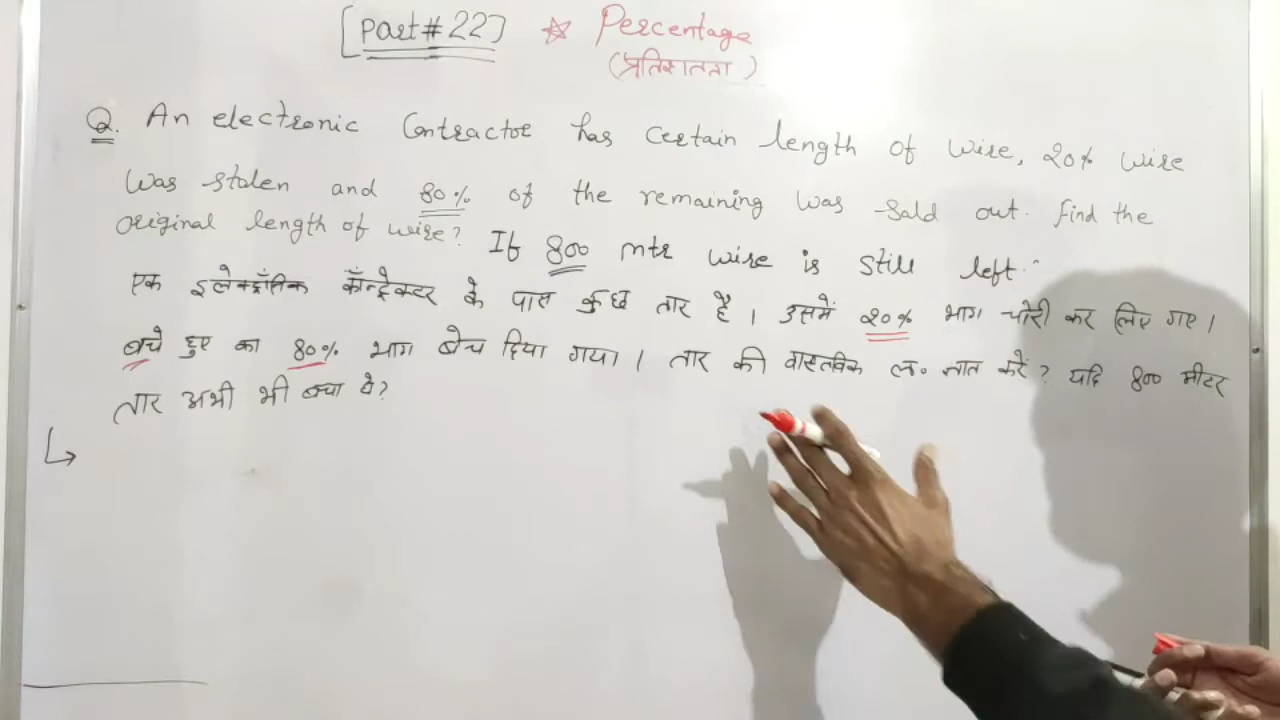 [Part#22] ☆ Percentage
(प्रतिशतता)
Q. An electronic Contractor has certain length of wire, 20% wire
was stolen and 80% of the remaining was sold out. Find the
original length of wire? If 800 mtr wire is still left.
एक इलेक्ट्रॉनिक कॉन्ट्रेक्टर के पास कुछ तार है। उसमें 20% भाग चोरी कर लिए गए।
बचे हुए का 80% भाग बेच दिया गया। तार की वास्तविक ल० ज्ञात करें? यदि 800 मीटर
तार अभी भी बचा थे?